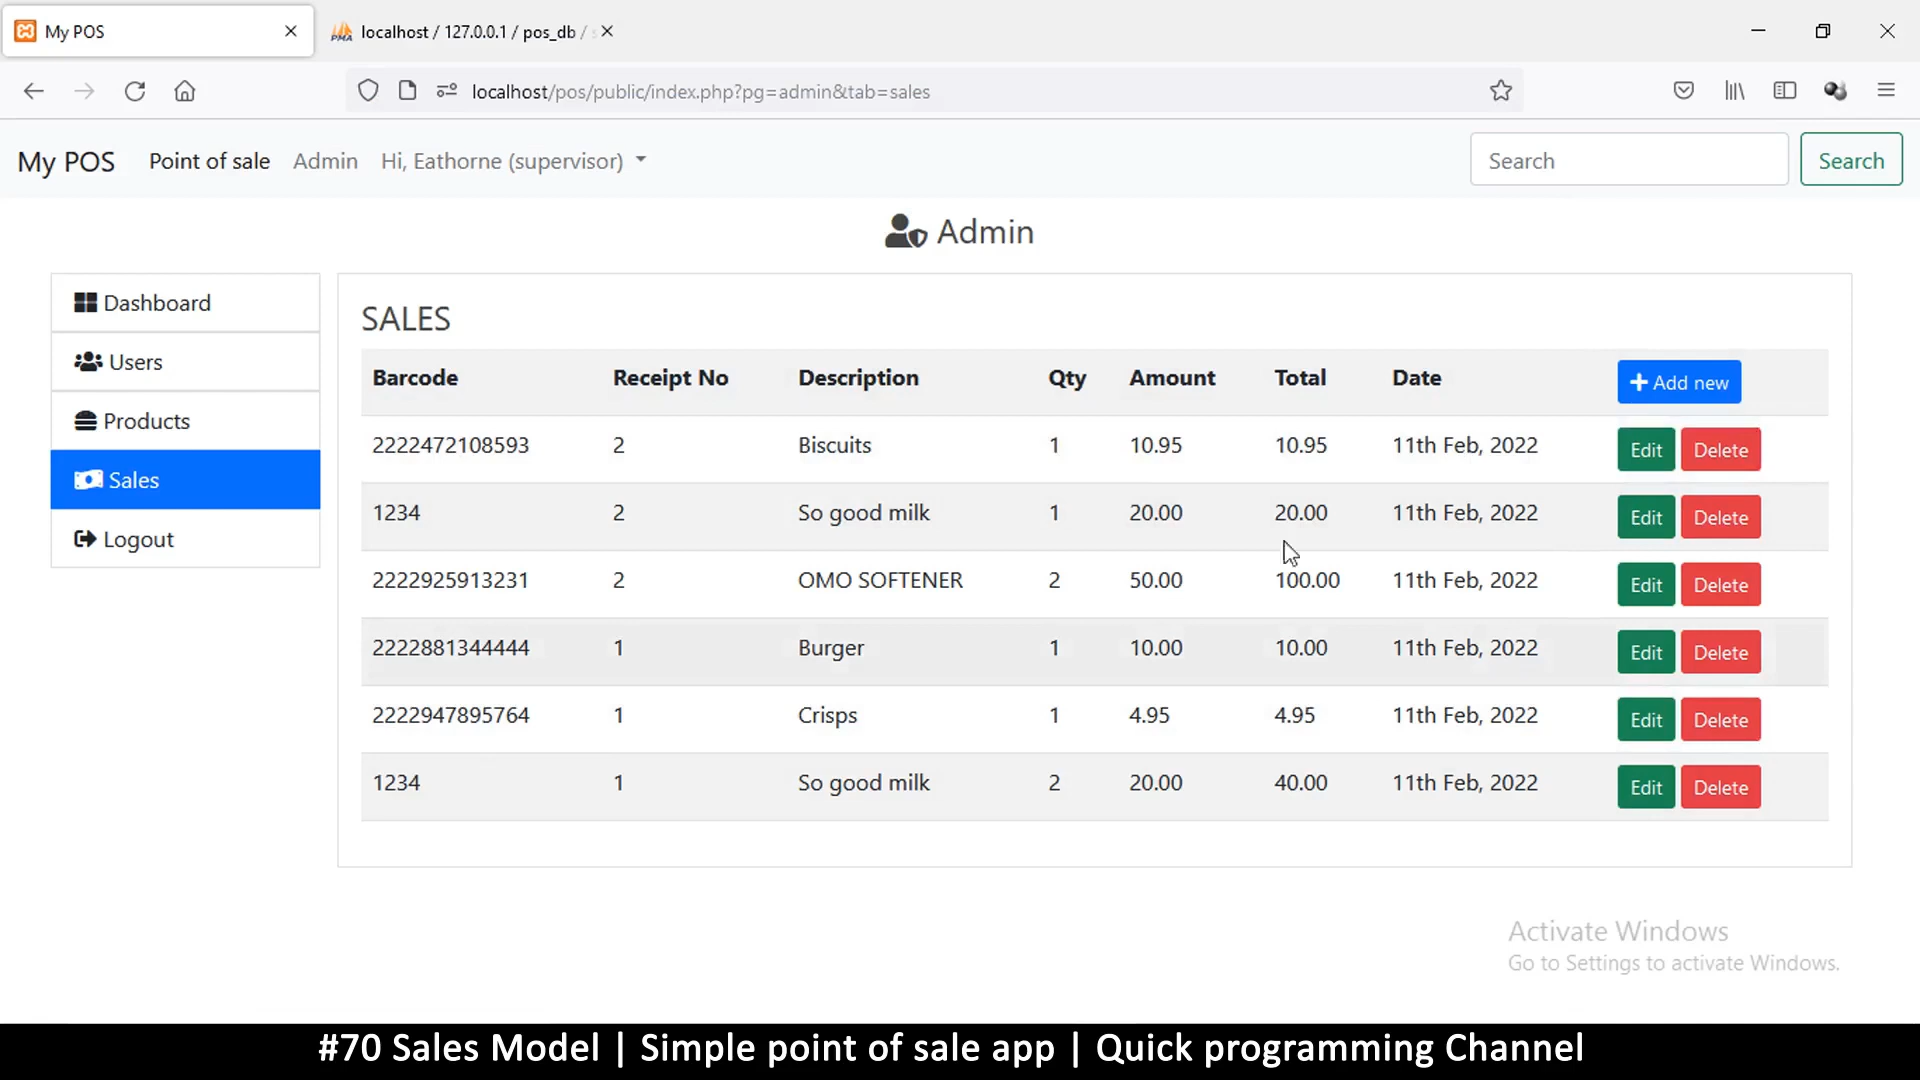 My POS
localhost / 127.0.0.1 / pos_db /
localhost/pos/public/index.php?pg=admin&tab=sales
My POS Point of sale Admin Hi, Eathorne (supervisor) Search Search
Admin
Dashboard
Users
Products
Sales
Logout
SALES
Barcode Receipt No Description Qty Amount Total Date Add new
2222472108593 2 Biscuits 1 10.95 10.95 11th Feb, 2022 Edit Delete
1234 2 So good milk 1 20.00 20.00 11th Feb, 2022 Edit Delete
2222925913231 2 OMO SOFTENER 2 50.00 100.00 11th Feb, 2022 Edit Delete
2222881344444 1 Burger 1 10.00 10.00 11th Feb, 2022 Edit Delete
2222947895764 1 Crisps 1 4.95 4.95 11th Feb, 2022 Edit Delete
1234 1 So good milk 2 20.00 40.00 11th Feb, 2022 Edit Delete
Activate Windows
Go to Settings to activate Windows.
#70 Sales Model | Simple point of sale app | Quick programming Channel